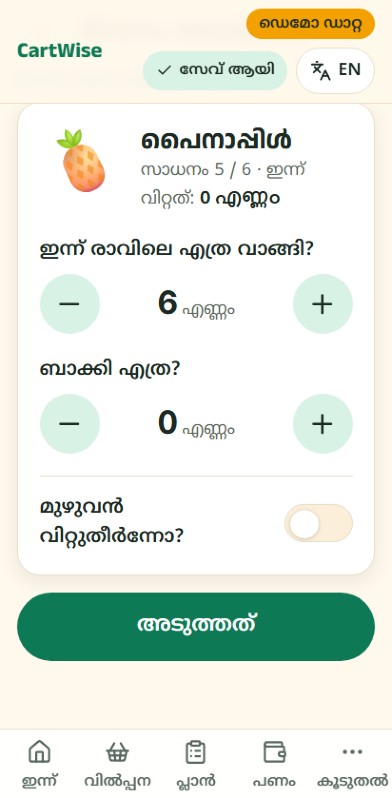 ഡെമോ ഡാറ്റ
CartWise
സേവ് ആയി
EN
പൈനാപ്പിൾ
സാധനം 5 / 6 · ഇന്ന്
വിറ്റത്: 0 എണ്ണം
ഇന്ന് രാവിലെ എത്ര വാങ്ങി?
6 എണ്ണം
ബാക്കി എത്ര?
0 എണ്ണം
മുഴുവൻ
വിറ്റുതീർന്നോ?
അടുത്തത്
ഇന്ന്
വിൽപ്പന
പ്ലാൻ
പണം
കൂടുതൽ